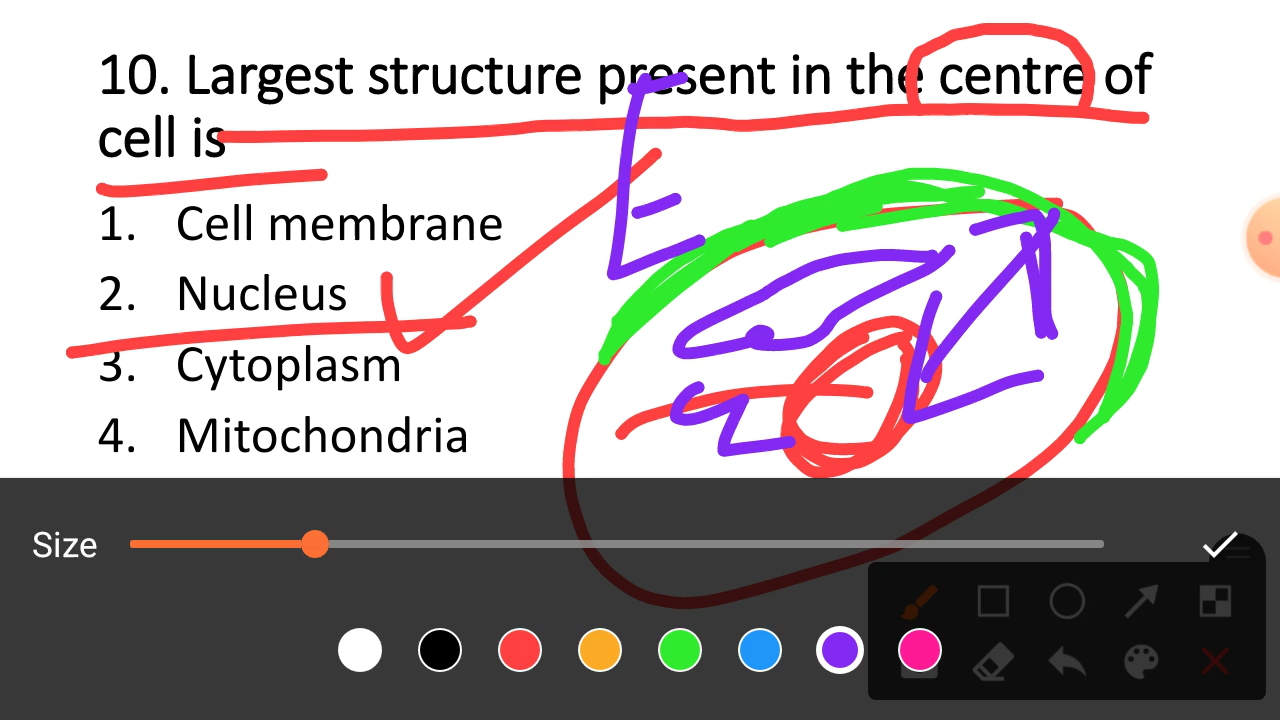 10. Largest structure present in the centre of
cell is
1. Cell membrane
2. Nucleus
3. Cytoplasm
4. Mitochondria
E
Size